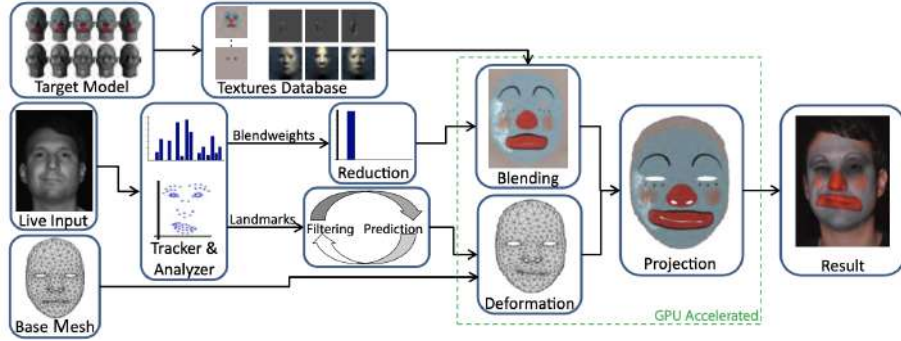 Target Model
Textures Database
Live Input
Blendweights
Reduction
Blending
Landmarks
Tracker &
Analyzer
Filtering
Prediction
Base Mesh
Deformation
Projection
Result
GPU Accelerated